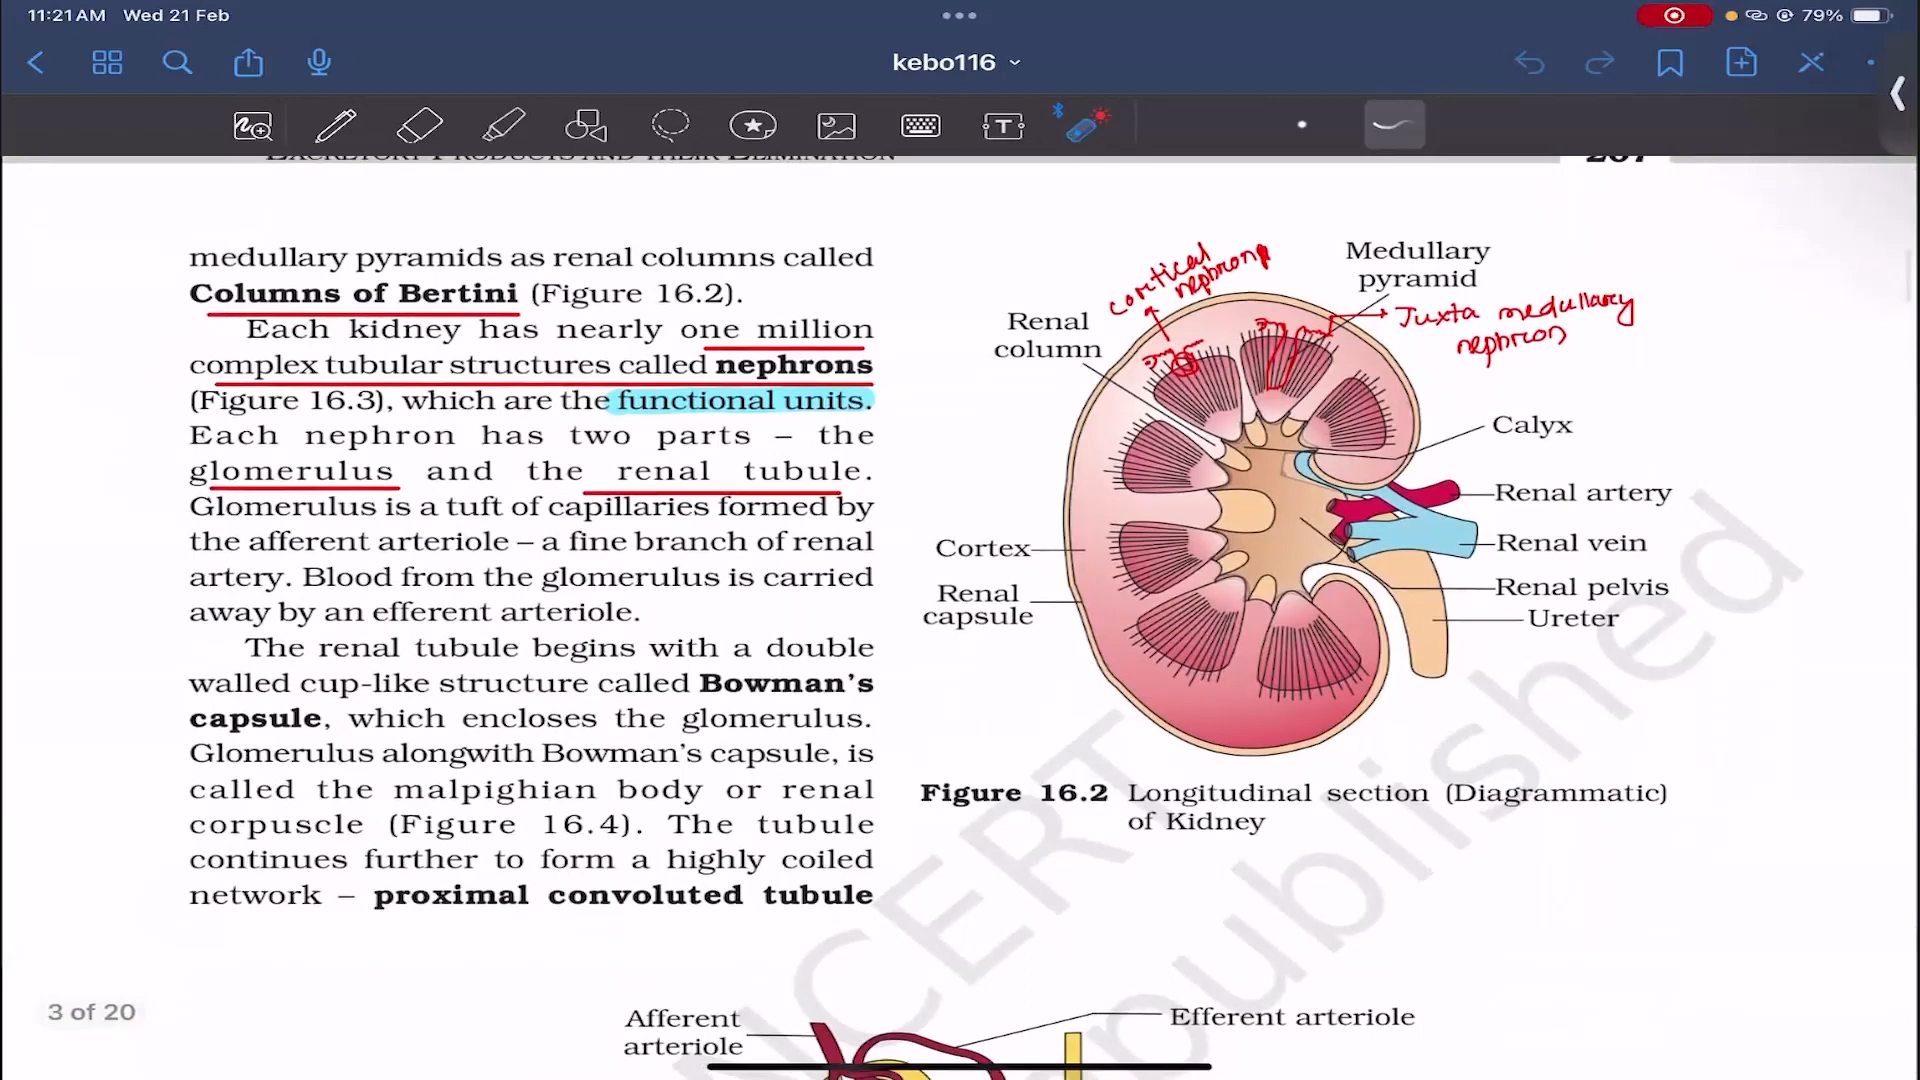 11:21 AM Wed 21 Feb
79%
kebo116
EXCRETORY PRODUCTS AND THEIR ELIMINATION
medullary pyramids as renal columns called
Columns of Bertini (Figure 16.2).
Each kidney has nearly one million
complex tubular structures called nephrons
(Figure 16.3), which are the functional units.
Each nephron has two parts – the
glomerulus and the renal tubule.
Glomerulus is a tuft of capillaries formed by
the afferent arteriole – a fine branch of renal
artery. Blood from the glomerulus is carried
away by an efferent arteriole.
The renal tubule begins with a double
walled cup-like structure called Bowman's
capsule, which encloses the glomerulus.
Glomerulus alongwith Bowman's capsule, is
called the malpighian body or renal
corpuscle (Figure 16.4). The tubule
continues further to form a highly coiled
network – proximal convoluted tubule
cortical
nephron
Medullary
pyramid
Juxta medullary
nephron
Renal
column
Calyx
Renal artery
Renal vein
Cortex
Renal pelvis
Renal
capsule
Ureter
Figure 16.2 Longitudinal section (Diagrammatic)
of Kidney
NCERT
published
3 of 20
Afferent
arteriole
Efferent arteriole